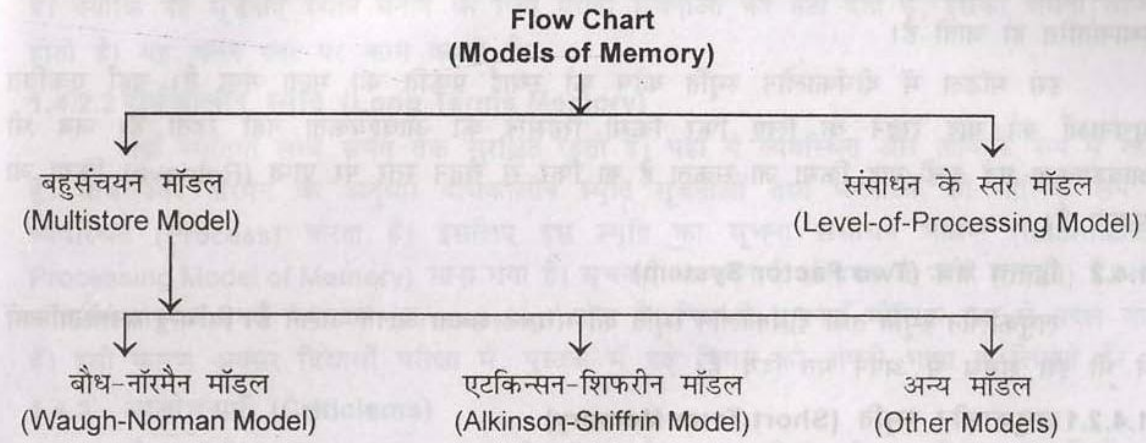 Flow Chart
(Models of Memory)
बहुसंचयन मॉडल
(Multistore Model)
संसाधन के स्तर मॉडल
(Level-of-Processing Model)
बौध-नॉरमैन मॉडल
(Waugh-Norman Model)
एटकिन्सन-शिफरीन मॉडल
(Alkinson-Shiffrin Model)
अन्य मॉडल
(Other Models)